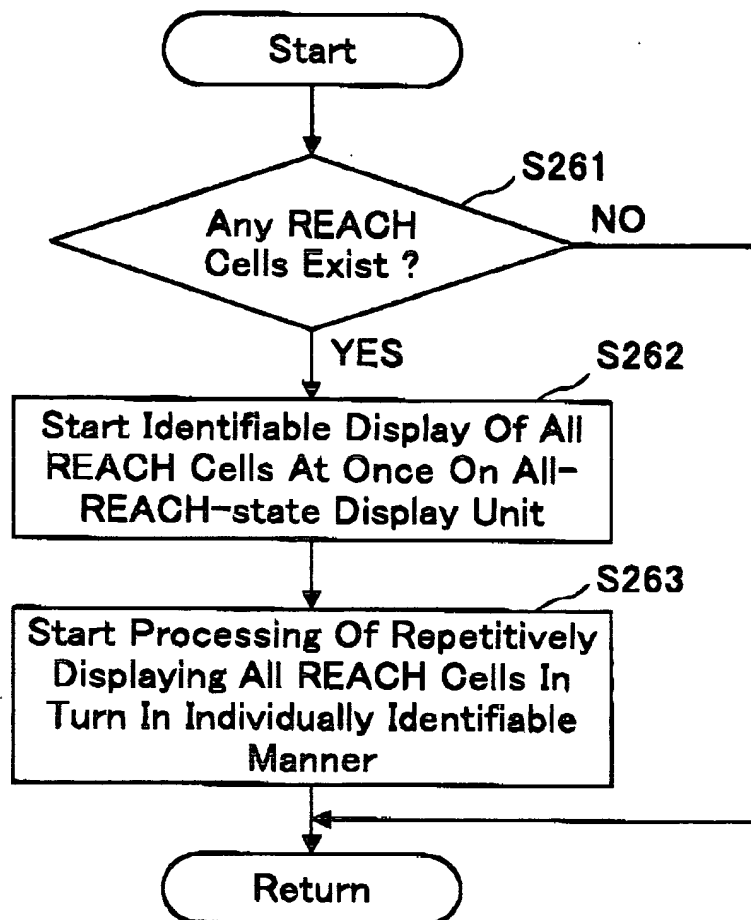 Start
S261
Any REACH
Cells Exist ?
NO
YES
S262
Start Identifiable Display Of All
REACH Cells At Once On All-
REACH-state Display Unit
S263
Start Processing Of Repetitively
Displaying All REACH Cells In
Turn In Individually Identifiable
Manner
Return